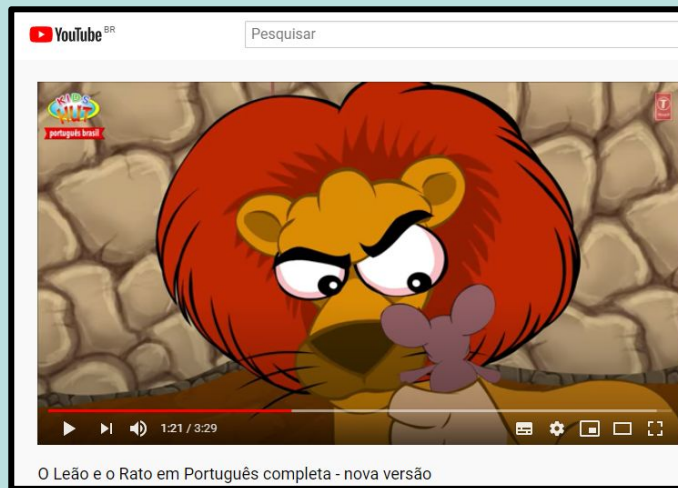 YouTube BR
Pesquisar
KIDS HUT
português brasil
T
1:21 / 3:29
O Leão e o Rato em Português completa - nova versão